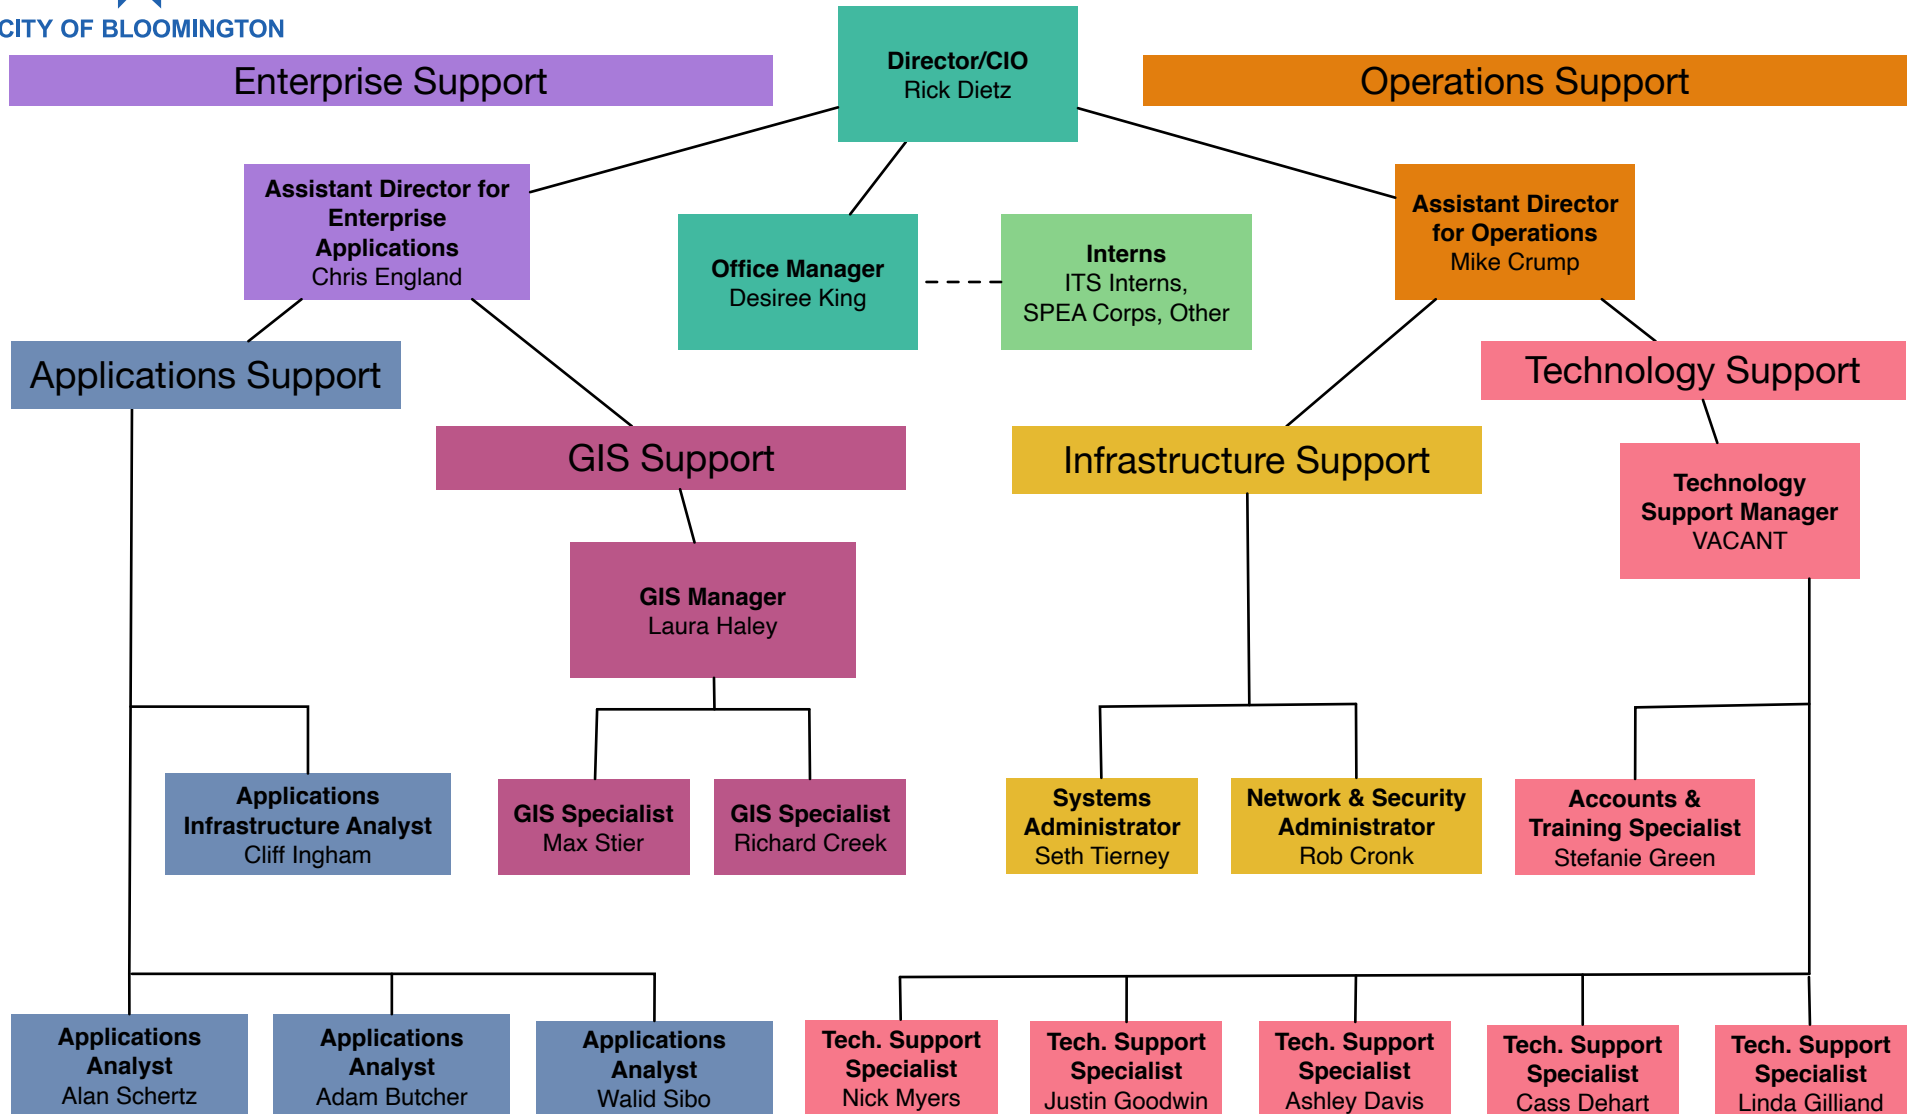 CITY OF BLOOMINGTON
Enterprise Support
Director/CIO
Rick Dietz
Operations Support
Assistant Director for
Enterprise
Applications
Chris England
Office Manager
Desiree King
Interns
ITS Interns,
SPEA Corps, Other
Assistant Director
for Operations
Mike Crump
Applications Support
Technology Support
GIS Support
Infrastructure Support
Technology
Support Manager
VACANT
GIS Manager
Laura Haley
Applications
Infrastructure Analyst
Cliff Ingham
GIS Specialist
Max Stier
GIS Specialist
Richard Creek
Systems
Administrator
Seth Tierney
Network & Security
Administrator
Rob Cronk
Accounts &
Training Specialist
Stefanie Green
Applications
Analyst
Alan Schertz
Applications
Analyst
Adam Butcher
Applications
Analyst
Walid Sibo
Tech. Support
Specialist
Nick Myers
Tech. Support
Specialist
Justin Goodwin
Tech. Support
Specialist
Ashley Davis
Tech. Support
Specialist
Cass Dehart
Tech. Support
Specialist
Linda Gilliand